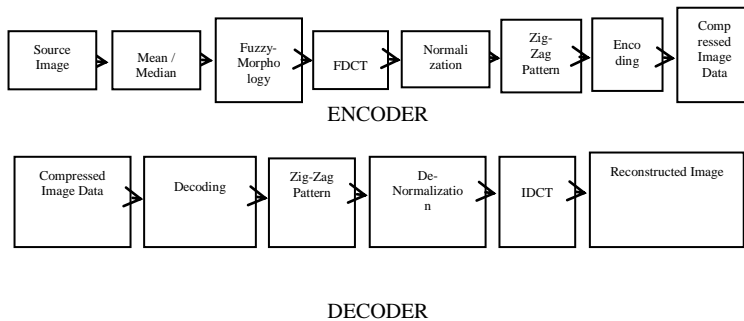 Source
Image
Mean /
Median
Fuzzy-
Morpho
logy
FDCT
Normali
zation
Zig-
Zag
Pattern
Enco
ding
Comp
ressed
Image
Data
ENCODER
Compressed
Image Data
Decoding
Zig-Zag
Pattern
De-
Normalizatio
n
IDCT
Reconstructed Image
DECODER